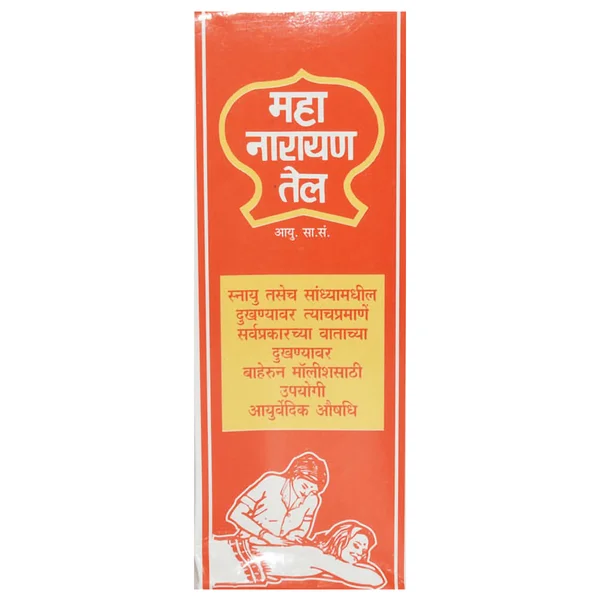 महा
नारायण
तेल
आयु. सा.सं.
स्नायु तसेच सांध्यामधील
दुखण्यावर त्याचप्रमाणें
सर्वप्रकारच्या वाताच्या
दुखण्यावर
बाहेरुन मॉलीशसाठी
उपयोगी
आयुर्वेदिक औषधि